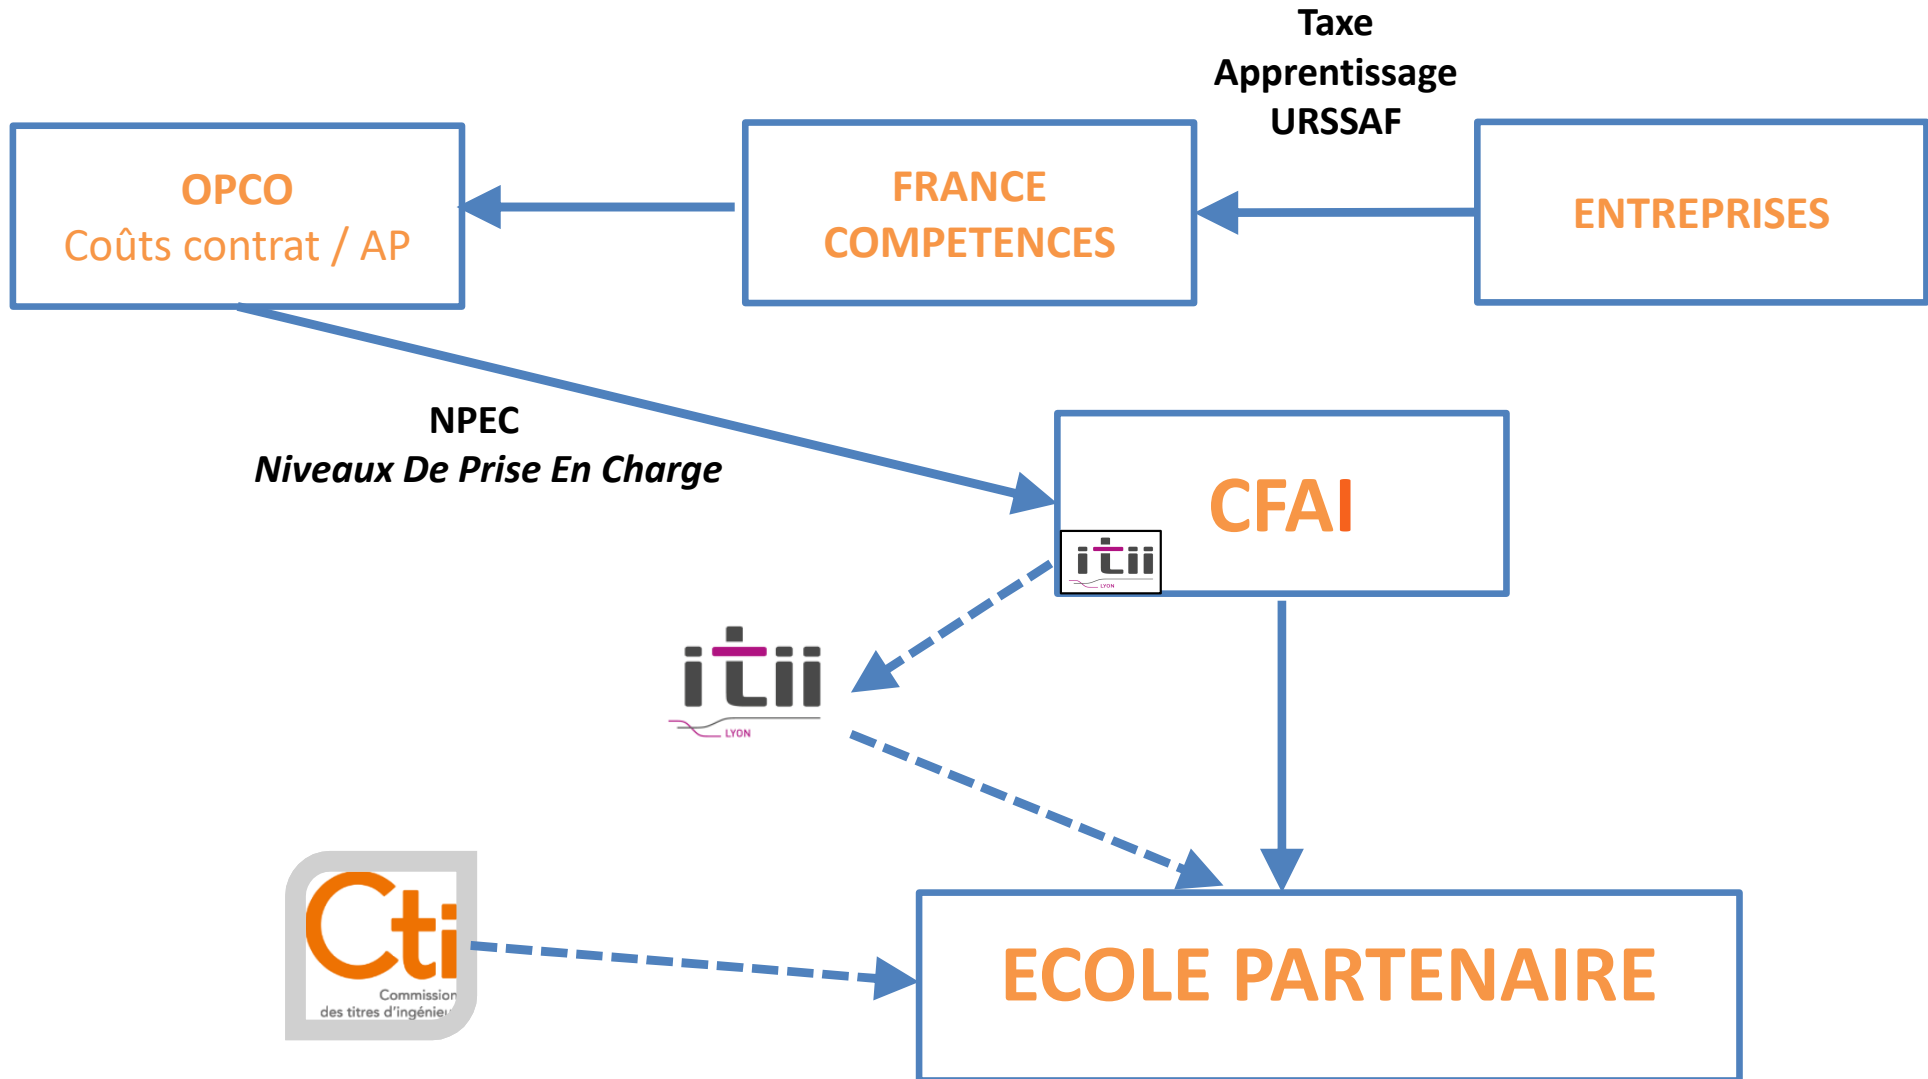 Taxe
Apprentissage
URSSAF
OPCO
Coûts contrat / AP
FRANCE
COMPETENCES
ENTREPRISES
NPEC
Niveaux De Prise En Charge
CFAI
itii
LYON
itii
LYON
Cti
Commission
des titres d'ingénieu
ECOLE PARTENAIRE